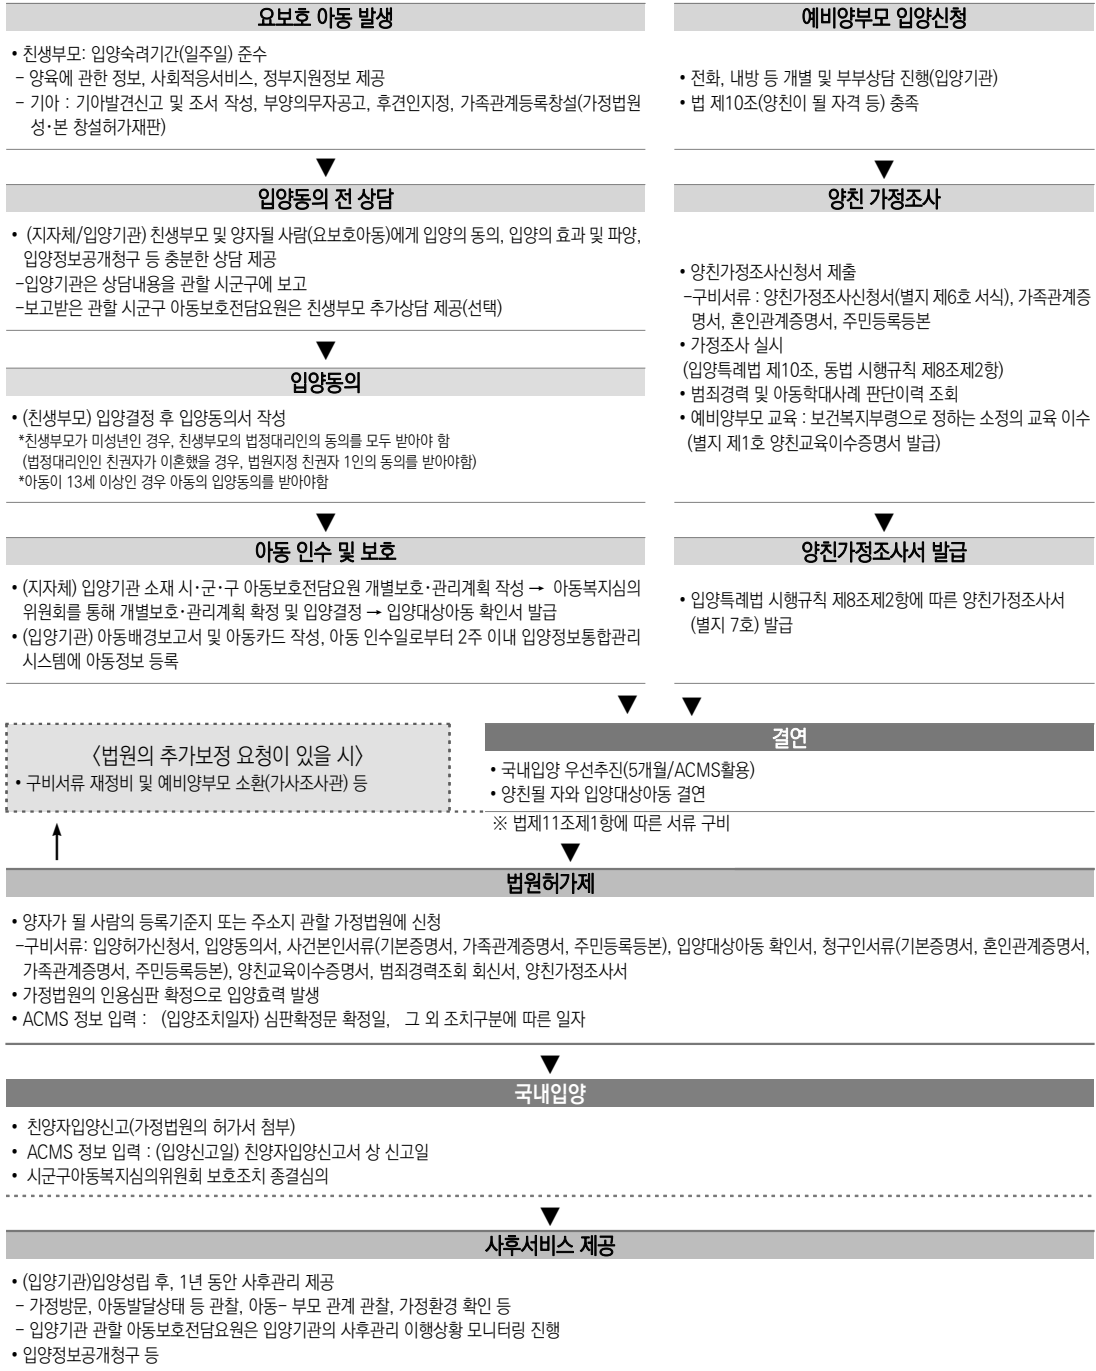 요보호 아동 발생
• 친생부모: 입양숙려기간(일주일) 준수
- 양육에 관한 정보, 사회적응서비스, 정부지원정보 제공
- 기아 : 기아발견신고 및 조서 작성, 부양의무자공고, 후견인지정, 가족관계등록창설(가정법원
성·본 창설허가재판)
▼
입양동의 전 상담
• (지자체/입양기관) 친생부모 및 양자될 사람(요보호아동)에게 입양의 동의, 입양의 효과 및 파양,
입양정보공개청구 등 충분한 상담 제공
-입양기관은 상담내용을 관할 시군구에 보고
-보고받은 관할 시군구 아동보호전담요원은 친생부모 추가상담 제공(선택)
▼
입양동의
• (친생부모) 입양결정 후 입양동의서 작성
*친생부모가 미성년인 경우, 친생부모의 법정대리인의 동의를 모두 받아야 함
(법정대리인인 친권자가 이혼했을 경우, 법원지정 친권자 1인의 동의를 받아야함)
*아동이 13세 이상인 경우 아동의 입양동의를 받아야함
▼
아동 인수 및 보호
• (지자체) 입양기관 소재 시·군·구 아동보호전담요원 개별보호·관리계획 작성 → 아동복지심의
위원회를 통해 개별보호·관리계획 확정 및 입양결정 → 입양대상아동 확인서 발급
• (입양기관) 아동배경보고서 및 아동카드 작성, 아동 인수일로부터 2주 이내 입양정보통합관리
시스템에 아동정보 등록
예비양부모 입양신청
• 전화, 내방 등 개별 및 부부상담 진행(입양기관)
• 법 제10조(양친이 될 자격 등) 충족
▼
양친 가정조사
• 양친가정조사신청서 제출
-구비서류 : 양친가정조사신청서(별지 제6호 서식), 가족관계증
명서, 혼인관계증명서, 주민등록등본
• 가정조사 실시
(입양특례법 제10조, 동법 시행규칙 제8조제2항)
• 범죄경력 및 아동학대사례 판단이력 조회
• 예비양부모 교육 : 보건복지부령으로 정하는 소정의 교육 이수
(별지 제1호 양친교육이수증명서 발급)
▼
양친가정조사서 발급
• 입양특례법 시행규칙 제8조제2항에 따른 양친가정조사서
(별지 7호) 발급
▼ ▼
〈법원의 추가보정 요청이 있을 시〉
• 구비서류 재정비 및 예비양부모 소환(가사조사관) 등
결연
• 국내입양 우선추진(5개월/ACMS활용)
• 양친될 자와 입양대상아동 결연
※ 법제11조제1항에 따른 서류 구비
▼
법원허가제
• 양자가 될 사람의 등록기준지 또는 주소지 관할 가정법원에 신청
-구비서류: 입양허가신청서, 입양동의서, 사건본인서류(기본증명서, 가족관계증명서, 주민등록등본), 입양대상아동 확인서, 청구인서류(기본증명서, 혼인관계증명서,
가족관계증명서, 주민등록등본), 양친교육이수증명서, 범죄경력조회 회신서, 양친가정조사서
• 가정법원의 인용심판 확정으로 입양효력 발생
• ACMS 정보 입력 : (입양조치일자) 심판확정문 확정일, 그 외 조치구분에 따른 일자
▼
국내입양
• 친양자입양신고(가정법원의 허가서 첨부)
• ACMS 정보 입력 : (입양신고일) 친양자입양신고서 상 신고일
• 시군구아동복지심의위원회 보호조치 종결심의
▼
사후서비스 제공
• (입양기관)입양성립 후, 1년 동안 사후관리 제공
- 가정방문, 아동발달상태 등 관찰, 아동- 부모 관계 관찰, 가정환경 확인 등
- 입양기관 관할 아동보호전담요원은 입양기관의 사후관리 이행상황 모니터링 진행
• 입양정보공개청구 등